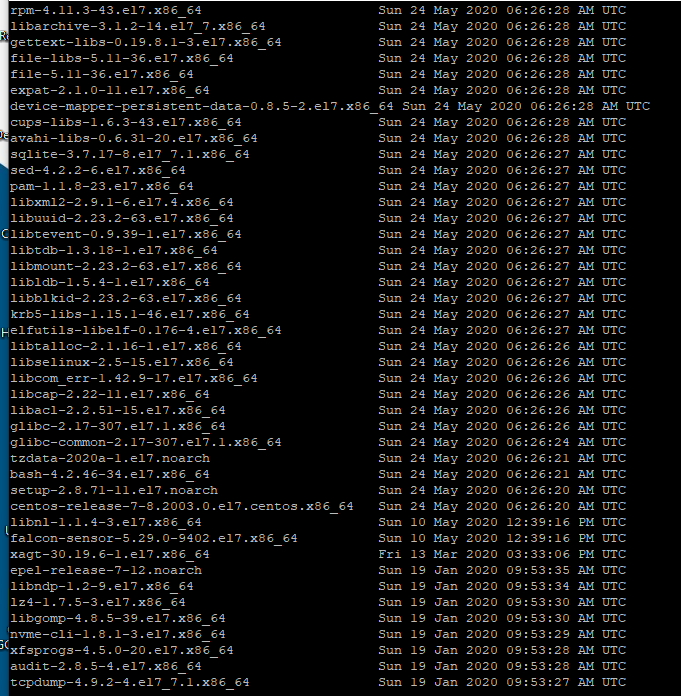 rpm-4.11.3-43.el7.x86_64 Sun 24 May 2020 06:26:28 AM UTC
libarchive-3.1.2-14.el7_7.x86_64 Sun 24 May 2020 06:26:28 AM UTC
gettext-libs-0.19.8.1-3.el7.x86_64 Sun 24 May 2020 06:26:28 AM UTC
file-libs-5.11-36.el7.x86_64 Sun 24 May 2020 06:26:28 AM UTC
file-5.11-36.el7.x86_64 Sun 24 May 2020 06:26:28 AM UTC
expat-2.1.0-11.el7.x86_64 Sun 24 May 2020 06:26:28 AM UTC
device-mapper-persistent-data-0.8.5-2.el7.x86_64 Sun 24 May 2020 06:26:28 AM UTC
cups-libs-1.6.3-43.el7.x86_64 Sun 24 May 2020 06:26:28 AM UTC
avahi-libs-0.6.31-20.el7.x86_64 Sun 24 May 2020 06:26:28 AM UTC
sqlite-3.7.17-8.el7_7.1.x86_64 Sun 24 May 2020 06:26:27 AM UTC
sed-4.2.2-6.el7.x86_64 Sun 24 May 2020 06:26:27 AM UTC
pam-1.1.8-23.el7.x86_64 Sun 24 May 2020 06:26:27 AM UTC
libxml2-2.9.1-6.el7.4.x86_64 Sun 24 May 2020 06:26:27 AM UTC
libuuid-2.23.2-63.el7.x86_64 Sun 24 May 2020 06:26:27 AM UTC
libtevent-0.9.39-1.el7.x86_64 Sun 24 May 2020 06:26:27 AM UTC
libtdb-1.3.18-1.el7.x86_64 Sun 24 May 2020 06:26:27 AM UTC
libmount-2.23.2-63.el7.x86_64 Sun 24 May 2020 06:26:27 AM UTC
libldb-1.5.4-1.el7.x86_64 Sun 24 May 2020 06:26:27 AM UTC
libblkid-2.23.2-63.el7.x86_64 Sun 24 May 2020 06:26:27 AM UTC
krb5-libs-1.15.1-46.el7.x86_64 Sun 24 May 2020 06:26:27 AM UTC
elfutils-libelf-0.176-4.el7.x86_64 Sun 24 May 2020 06:26:27 AM UTC
libtalloc-2.1.16-1.el7.x86_64 Sun 24 May 2020 06:26:26 AM UTC
libselinux-2.5-15.el7.x86_64 Sun 24 May 2020 06:26:26 AM UTC
libcom_err-1.42.9-17.el7.x86_64 Sun 24 May 2020 06:26:26 AM UTC
libcap-2.22-11.el7.x86_64 Sun 24 May 2020 06:26:26 AM UTC
libacl-2.2.51-15.el7.x86_64 Sun 24 May 2020 06:26:26 AM UTC
glibc-2.17-307.el7.1.x86_64 Sun 24 May 2020 06:26:26 AM UTC
glibc-common-2.17-307.el7.1.x86_64 Sun 24 May 2020 06:26:24 AM UTC
tzdata-2020a-1.el7.noarch Sun 24 May 2020 06:26:21 AM UTC
bash-4.2.46-34.el7.x86_64 Sun 24 May 2020 06:26:21 AM UTC
setup-2.8.71-11.el7.noarch Sun 24 May 2020 06:26:20 AM UTC
centos-release-7-8.2003.0.el7.centos.x86_64 Sun 24 May 2020 06:26:20 AM UTC
libnl-1.1.4-3.el7.x86_64 Sun 10 May 2020 12:39:16 PM UTC
falcon-sensor-5.29.0-9402.el7.x86_64 Sun 10 May 2020 12:39:16 PM UTC
xagt-30.19.6-1.el7.x86_64 Fri 13 Mar 2020 03:33:06 PM UTC
epel-release-7-12.noarch Sun 19 Jan 2020 09:53:35 AM UTC
libndp-1.2-9.el7.x86_64 Sun 19 Jan 2020 09:53:34 AM UTC
lz4-1.7.5-3.el7.x86_64 Sun 19 Jan 2020 09:53:30 AM UTC
libgomp-4.8.5-39.el7.x86_64 Sun 19 Jan 2020 09:53:30 AM UTC
nvme-cli-1.8.1-3.el7.x86_64 Sun 19 Jan 2020 09:53:29 AM UTC
xfsprogs-4.5.0-20.el7.x86_64 Sun 19 Jan 2020 09:53:28 AM UTC
audit-2.8.5-4.el7.x86_64 Sun 19 Jan 2020 09:53:28 AM UTC
tcpdump-4.9.2-4.el7_7.1.x86_64 Sun 19 Jan 2020 09:53:27 AM UTC